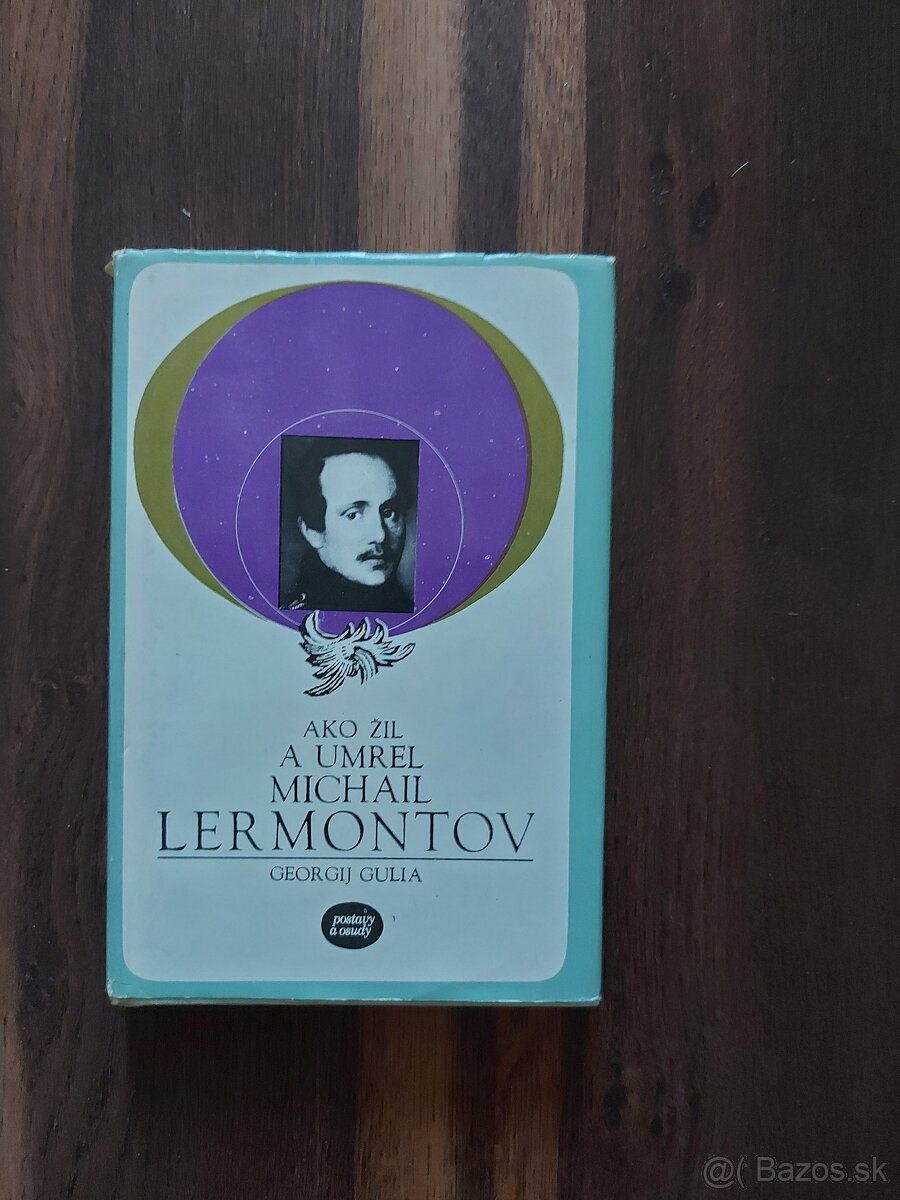 AKO ŽIL
A UMREL
MICHAIL
LERMONTOV
GEORGIJ GULIA
postavy
a osudy
@( Bazos.sk